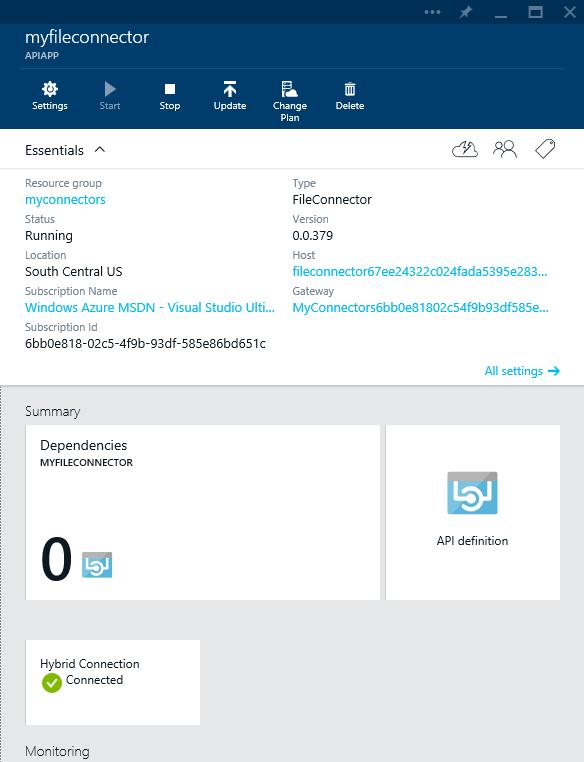 myfileconnector
APIAPP
Settings
Start
Stop
Update
Change
Plan
Delete
Essentials
Resource group
myconnectors
Type
FileConnector
Status
Running
Version
0.0.379
Location
South Central US
Host
fileconnector67ee24322c024fada5395e283...
Subscription Name
Windows Azure MSDN - Visual Studio Ulti...
Gateway
MyConnectors6bb0e81802c54f9b93df585e...
Subscription Id
6bb0e818-02c5-4f9b-93df-585e86bd651c
All settings
Summary
Dependencies
MYFILECONNECTOR
0
API definition
Hybrid Connection
Connected
Monitoring